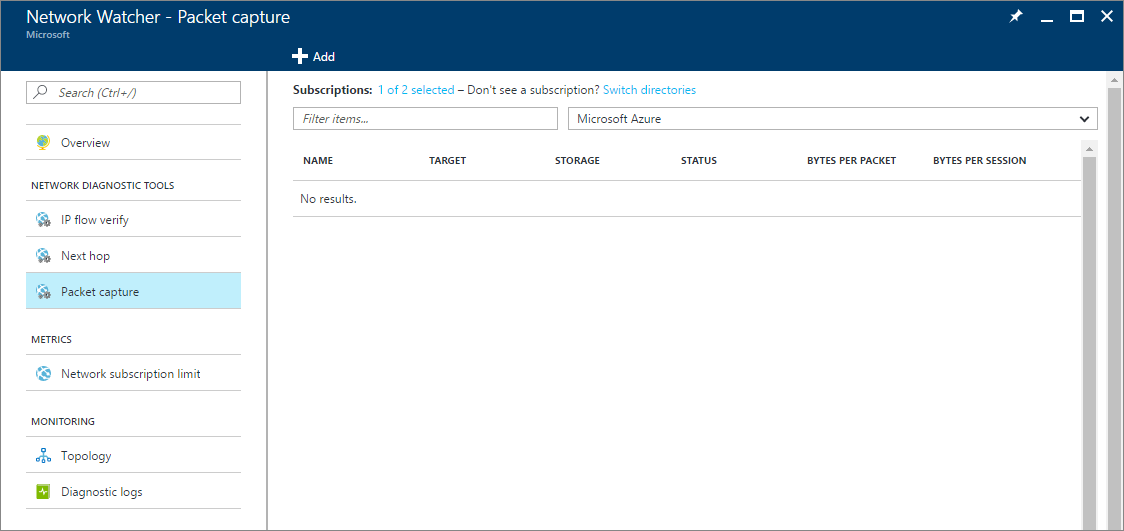 Network Watcher - Packet capture
Microsoft
Add
Search (Ctrl+/)
Overview
NETWORK DIAGNOSTIC TOOLS
IP flow verify
Next hop
Packet capture
METRICS
Network subscription limit
MONITORING
Topology
Diagnostic logs
Subscriptions: 1 of 2 selected – Don't see a subscription? Switch directories
Filter items...
Microsoft Azure
NAME TARGET STORAGE STATUS BYTES PER PACKET BYTES PER SESSION
No results.